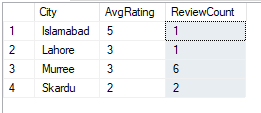 City AvgRating ReviewCount
1 Islamabad 5 1
2 Lahore 3 1
3 Murree 3 6
4 Skardu 2 2